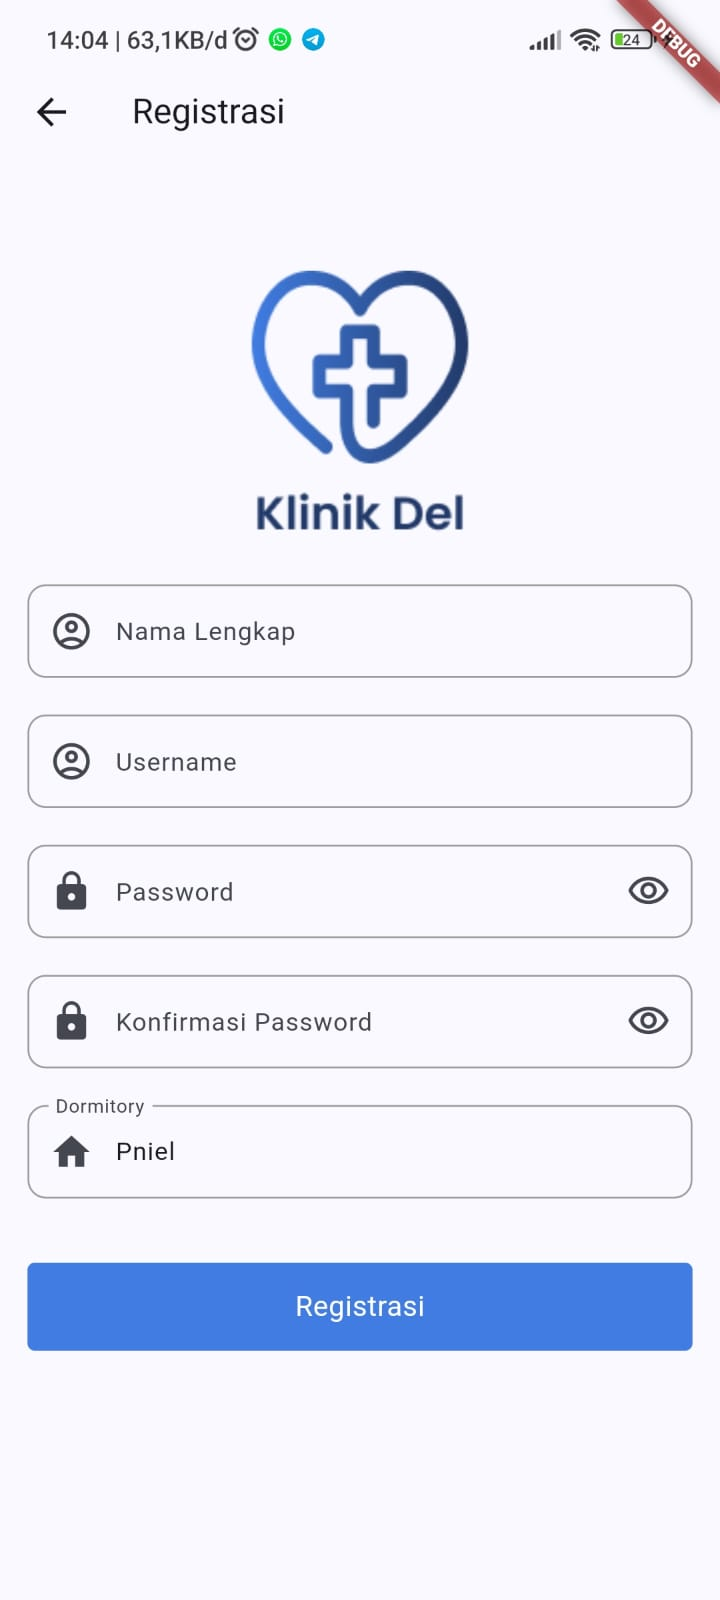 14:04 | 63,1KB/d
24
DEBUG
Registrasi
Klinik Del
Nama Lengkap
Username
Password
Konfirmasi Password
Dormitory
Pniel
Registrasi